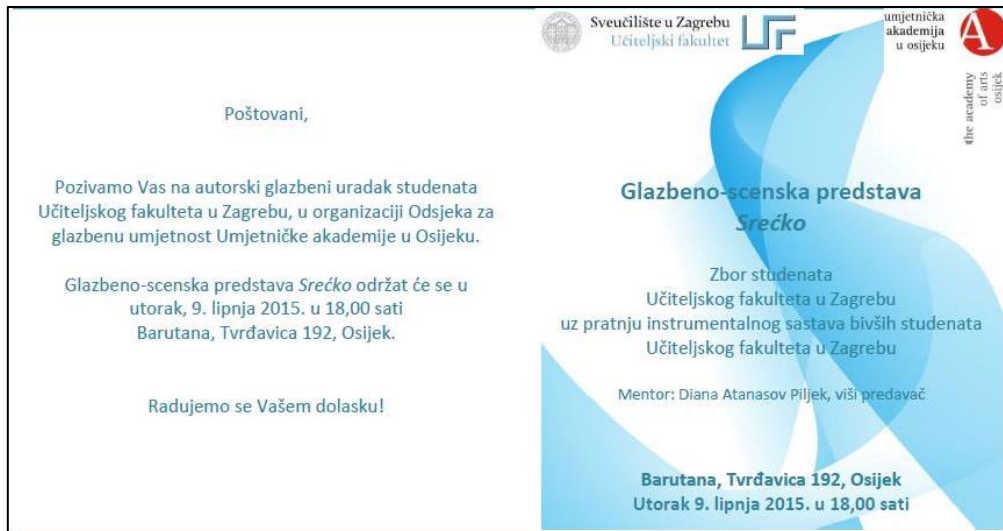 Poštovani,
Pozivamo Vas na autorski glazbeni uradak studenata
Učiteljskog fakulteta u Zagrebu, u organizaciji Odsjeka za
glazbenu umjetnost Umjetničke akademije u Osijeku.
Glazbeno-scenska predstava Srećko održat će se u
utorak, 9. lipnja 2015. u 18,00 sati
Barutana, Tvrđavica 192, Osijek.
Radujemo se Vašem dolasku!
Sveučilište u Zagrebu
Učiteljski fakultet
UF
umjetnička
akademija
u osijeku
A
the academy
of arts
osijek
Glazbeno-scenska predstava
Srećko
Zbor studenata
Učiteljskog fakulteta u Zagrebu
uz pratnju instrumentalnog sastava bivših studenata
Učiteljskog fakulteta u Zagrebu
Mentor: Diana Atanasov Piljek, viši predavač
Barutana, Tvrđavica 192, Osijek
Utorak 9. lipnja 2015. u 18,00 sati